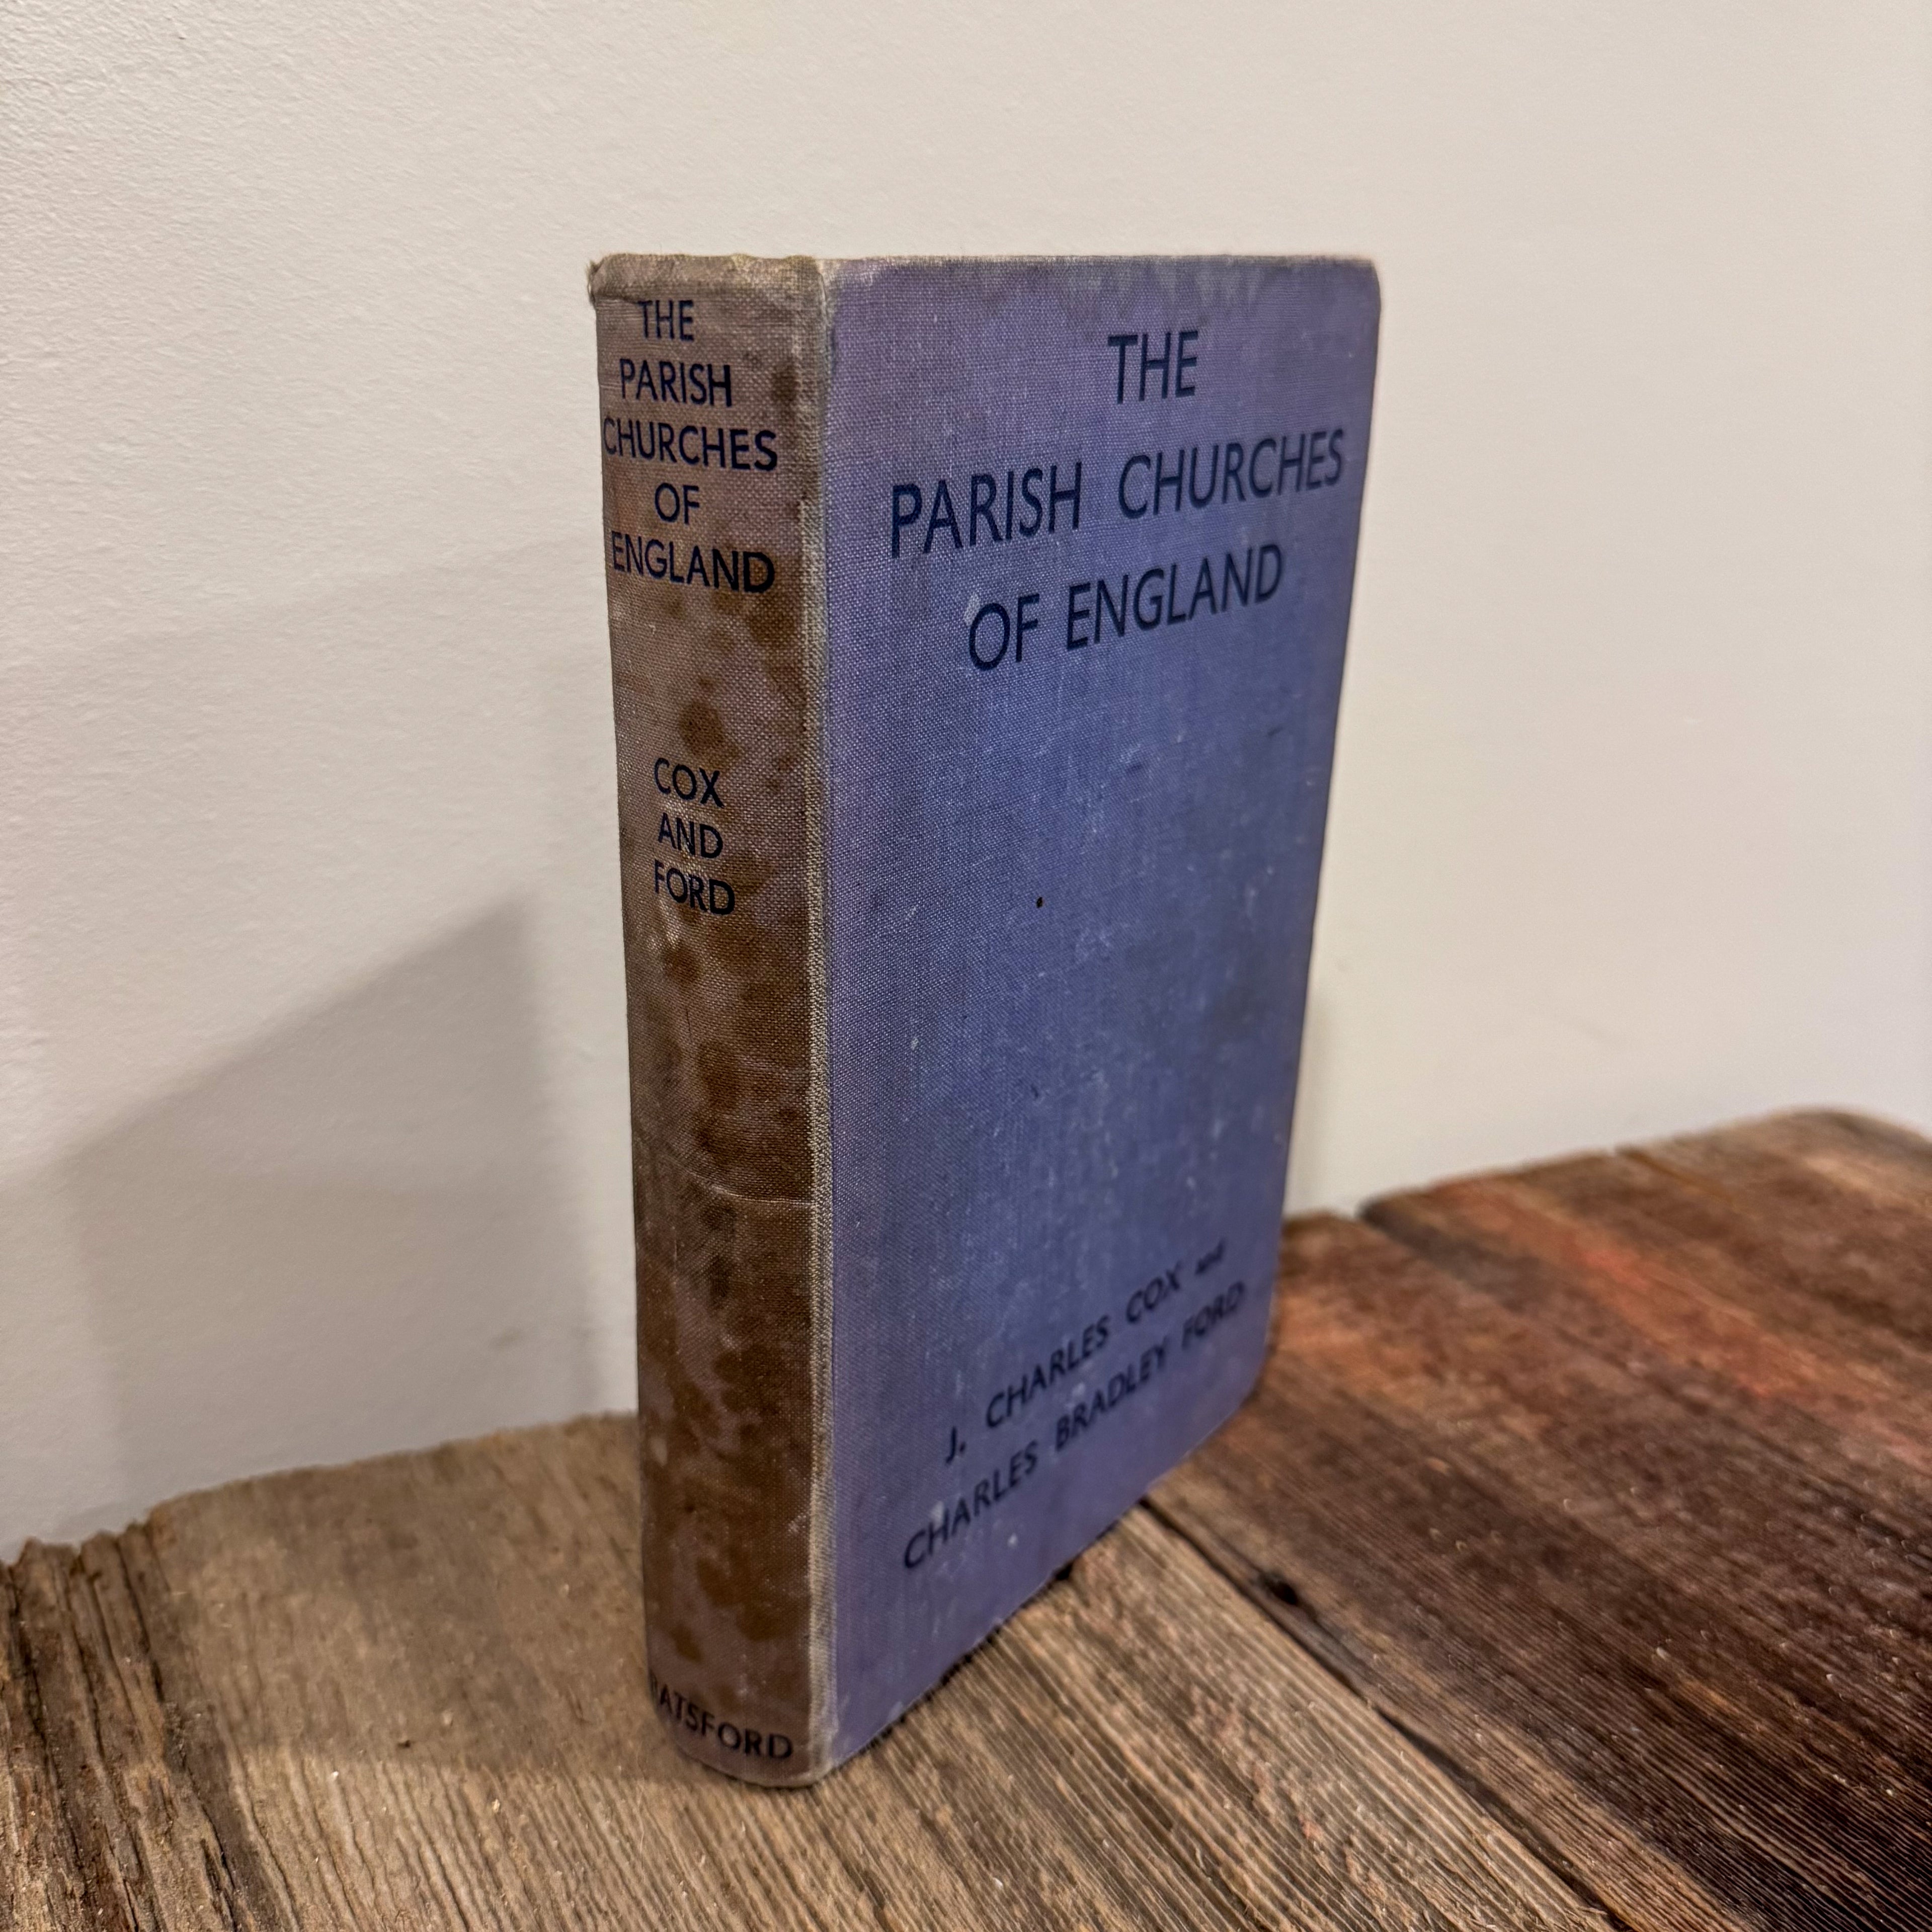 THE
PARISH
CHURCHES
OF
ENGLAND
COX
AND
FORD
BATSFORD
THE
PARISH CHURCHES
OF ENGLAND
J. CHARLES COX and
CHARLES BRADLEY FORD